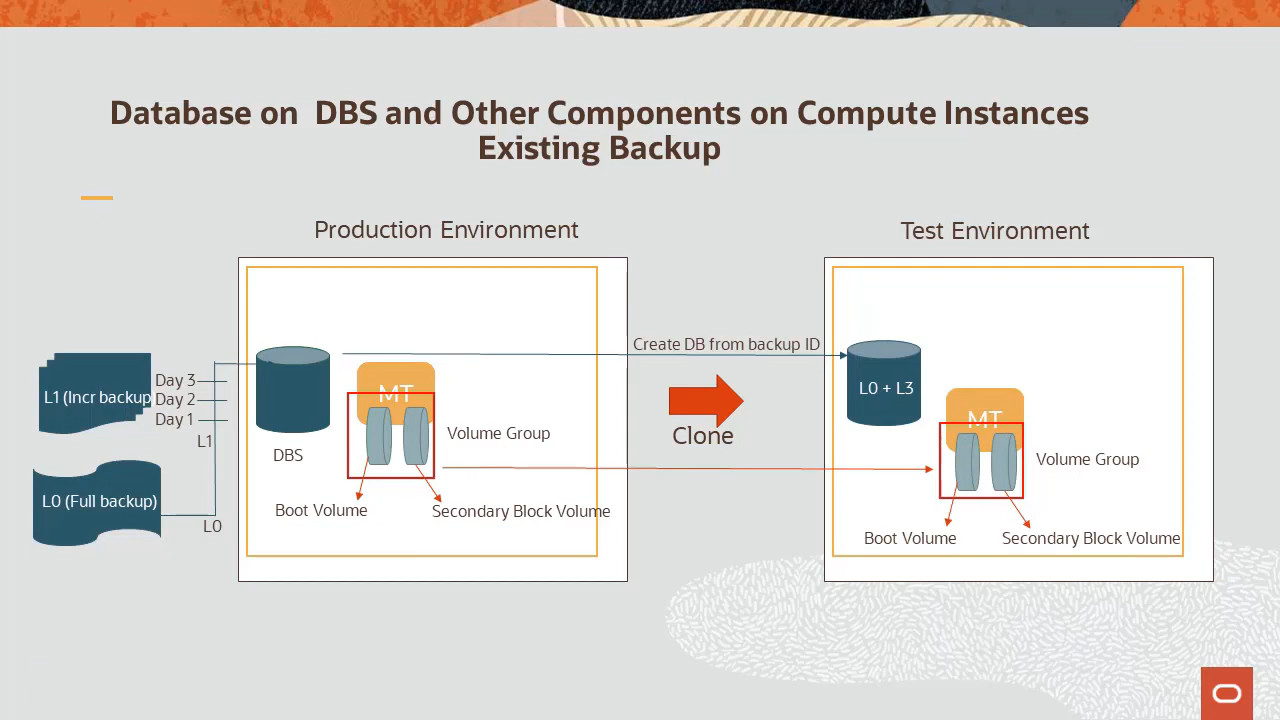 Database on DBS and Other Components on Compute Instances
Existing Backup
Production Environment
Test Environment
Create DB from backup ID
L1 (Incr backup
Day 3
Day 2
Day 1
L1
L0 (Full backup)
L0
DBS
MT
Volume Group
Boot Volume
Secondary Block Volume
Clone
L0 + L3
MT
Volume Group
Boot Volume
Secondary Block Volume